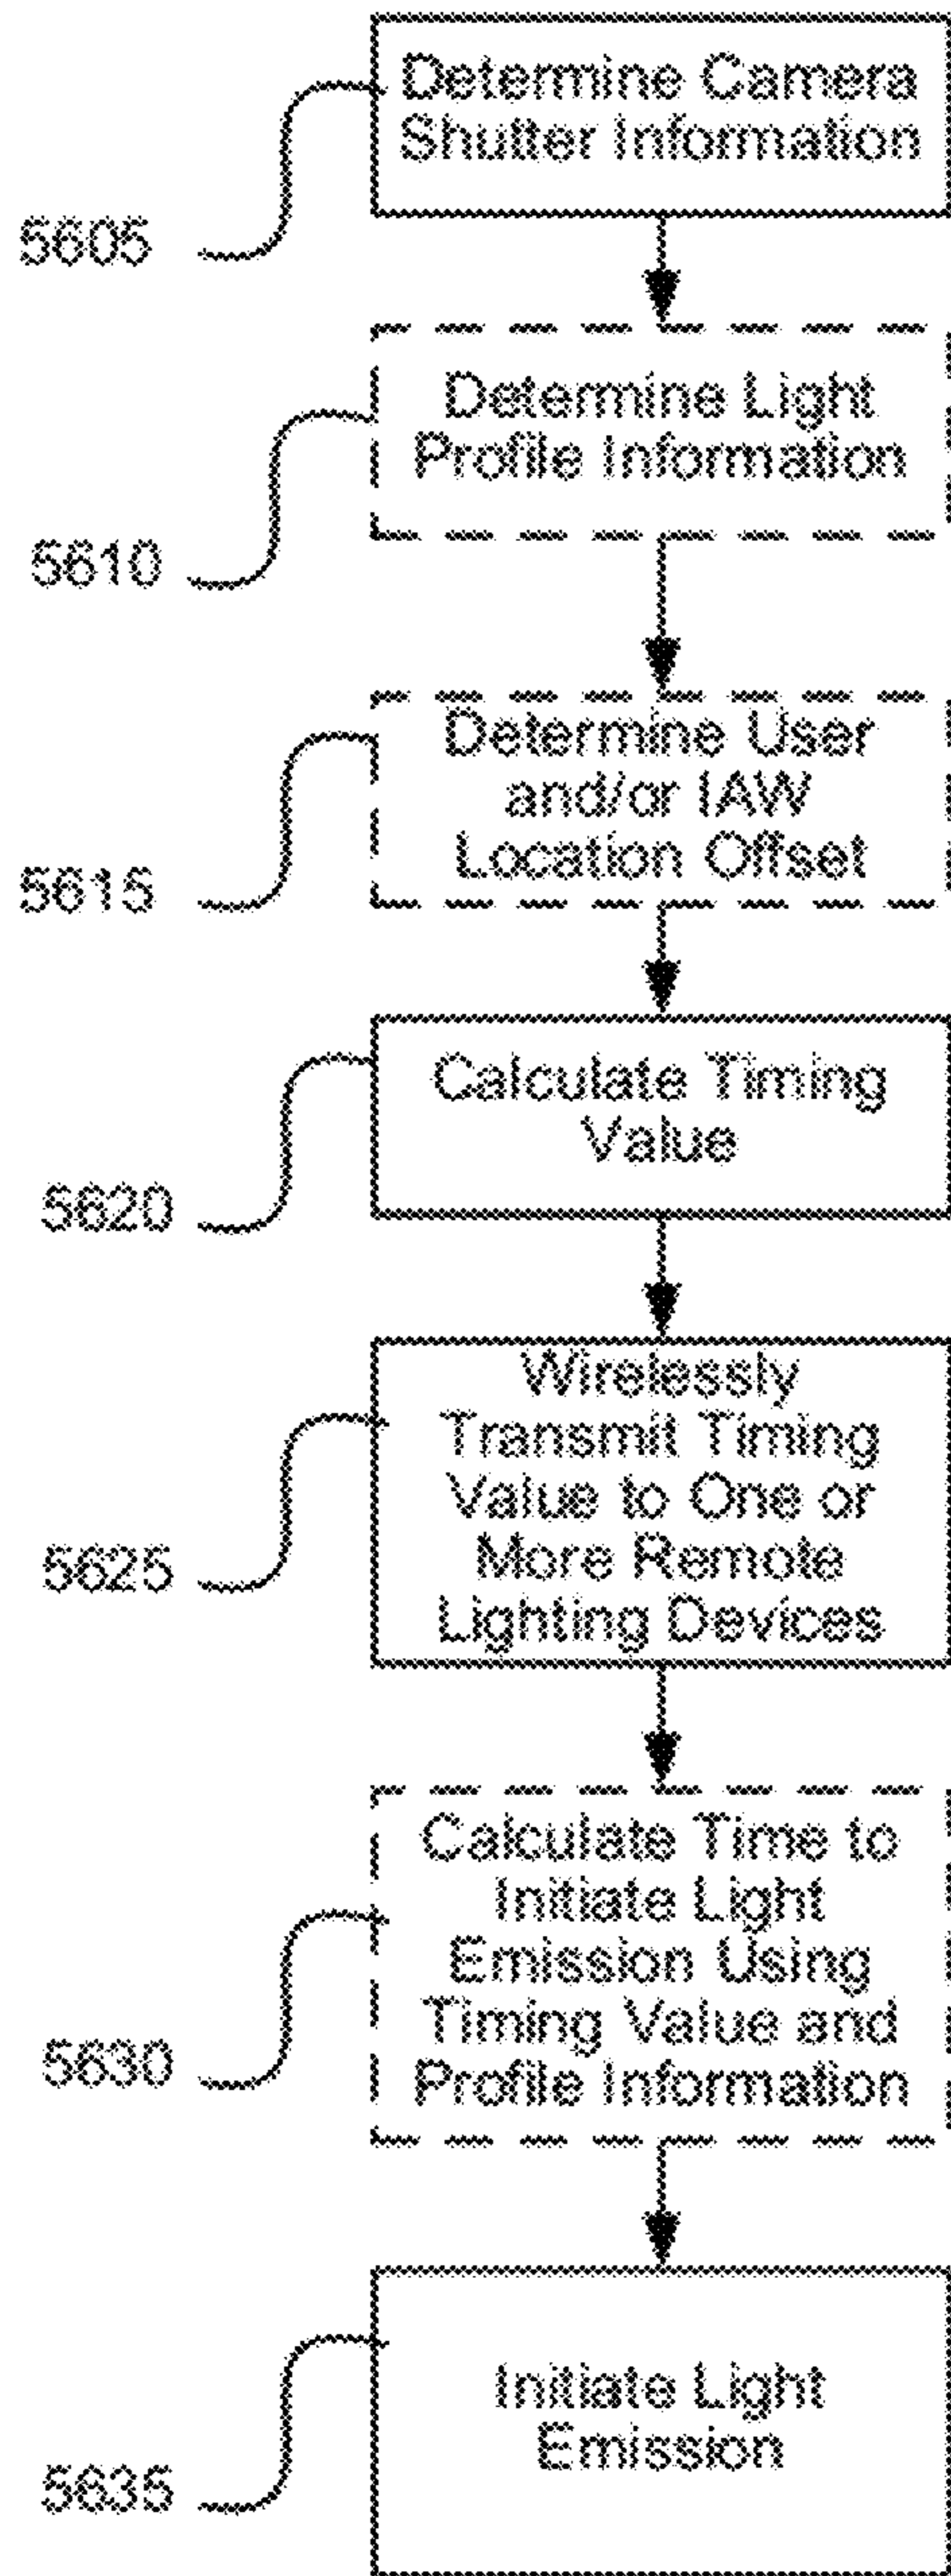 Determine Camera
Shutter Information
5605
Determine Light
Profile Information
5610
Determine User
and/or IAW
Location Offset
5615
Calculate Timing
Value
5620
Wirelessly
Transmit Timing
Value to One or
More Remote
Lighting Devices
5625
Calculate Time to
Initiate Light
Emission Using
Timing Value and
Profile Information
5630
Initiate Light
Emission
5635